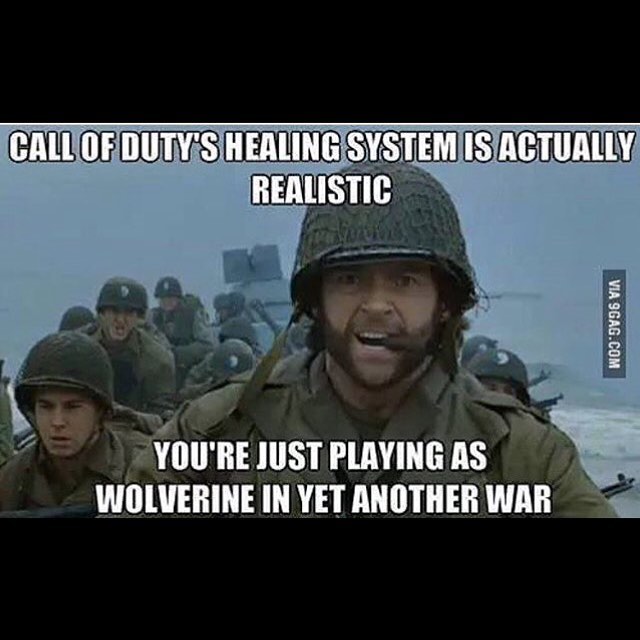 CALL OF DUTY'S HEALING SYSTEM IS ACTUALLY
REALISTIC
VIA 9GAG.COM
YOU'RE JUST PLAYING AS
WOLVERINE IN YET ANOTHER WAR